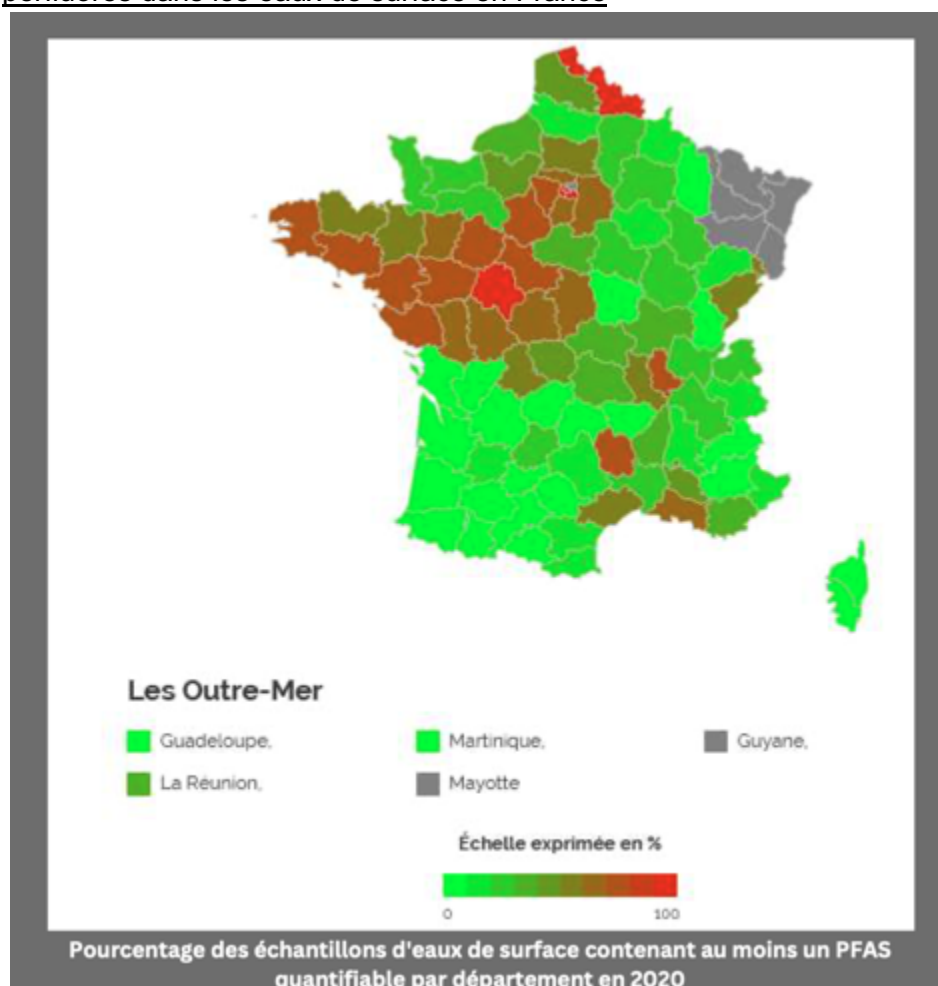 perfluorés dans les eaux de surface en France
Les Outre-Mer
Guadeloupe,
Martinique,
Guyane,
La Réunion,
Mayotte
Échelle exprimée en %
0
100
Pourcentage des échantillons d'eaux de surface contenant au moins un PFAS
quantifiable par département en 2020